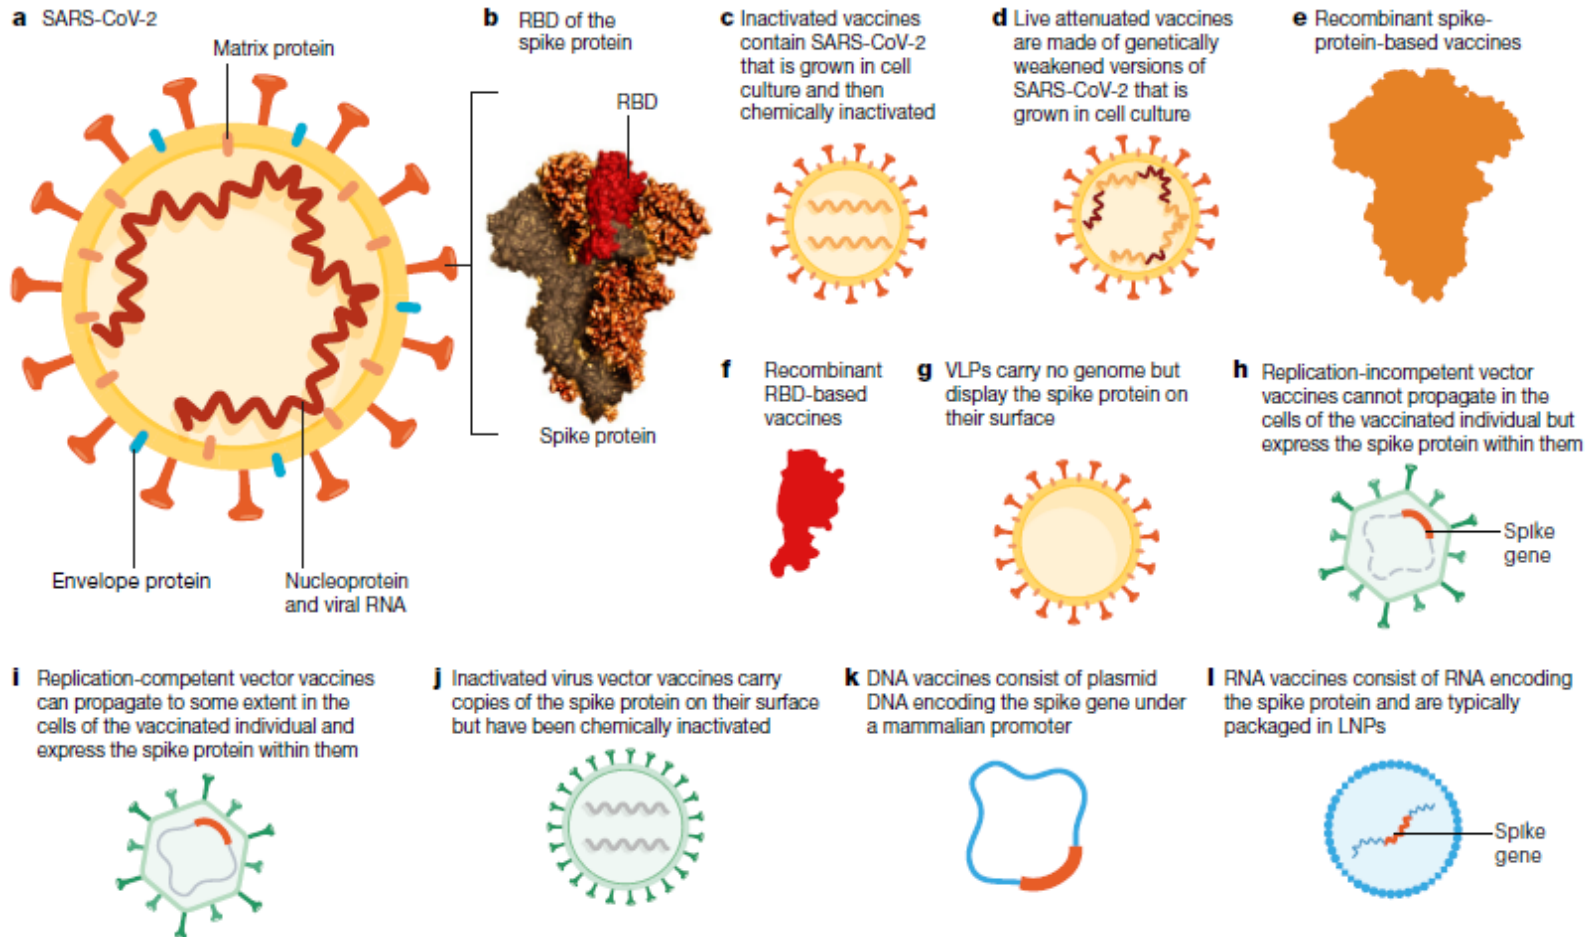 a SARS-CoV-2
Matrix protein
Envelope protein
Nucleoprotein
and viral RNA
b RBD of the
spike protein
RBD
Spike protein
c Inactivated vaccines
contain SARS-CoV-2
that is grown in cell
culture and then
chemically inactivated
d Live attenuated vaccines
are made of genetically
weakened versions of
SARS-CoV-2 that is
grown in cell culture
e Recombinant spike-
protein-based vaccines
f Recombinant
RBD-based
vaccines
g VLPs carry no genome but
display the spike protein on
their surface
h Replication-incompetent vector
vaccines cannot propagate in the
cells of the vaccinated individual but
express the spike protein within them
Spike
gene
i Replication-competent vector vaccines
can propagate to some extent in the
cells of the vaccinated individual and
express the spike protein within them
j Inactivated virus vector vaccines carry
copies of the spike protein on their surface
but have been chemically inactivated
k DNA vaccines consist of plasmid
DNA encoding the spike gene under
a mammalian promoter
l RNA vaccines consist of RNA encoding
the spike protein and are typically
packaged in LNPs
Spike
gene